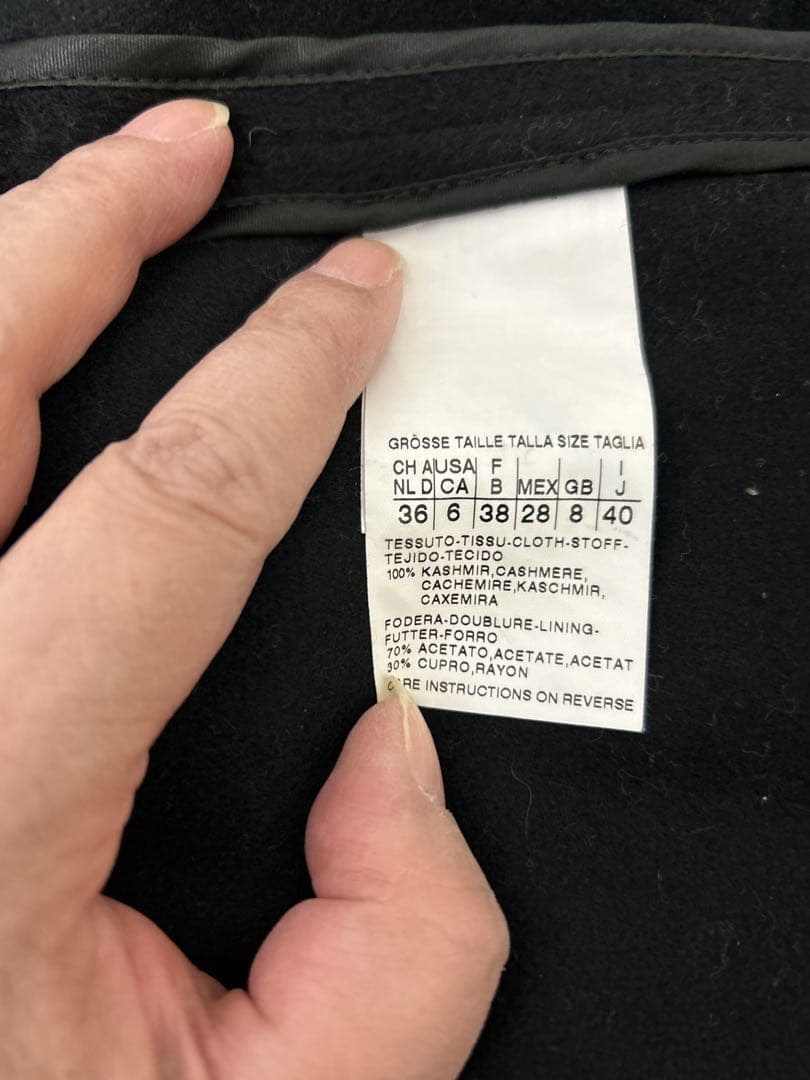 GRÖSSE TAILLE TALLA SIZE TAGLIA
CH A USA F I
NL D CA B MEX GB J
36 6 38 28 8 40
TESSUTO-TISSU-CLOTH-STOFF-
TEJIDO-TECIDO
100% KASHMIR,CASHMERE,
CACHEMIRE,KASCHMIR,
CAXEMIRA
FODERA-DOUBLURE-LINING-
FUTTER-FORRO
70% ACETATO,ACETATE,ACETAT
30% CUPRO,RAYON
CARE INSTRUCTIONS ON REVERSE